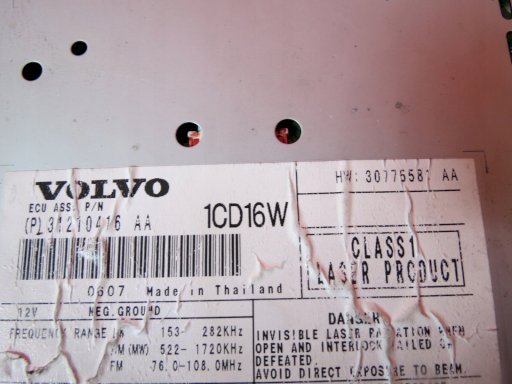 VOLVO
ECU ASS. P/N
(P) 31210416 AA
1CD16W
HW: 30775581 AA
CLASS1
LASER PRODUCT
0607 Made in Thailand
12V NEG.GROUND
FREQUENCY RANGE 153- 282KHz
(MW) 522- 1720KHz
FM 76.0-108.0MHz
DANGER
INVISIBLE LASER RADIATION WHEN
OPEN AND INTERLOCK FAILED OR
DEFEATED.
AVOID DIRECT EXPOSURE TO BEAM.